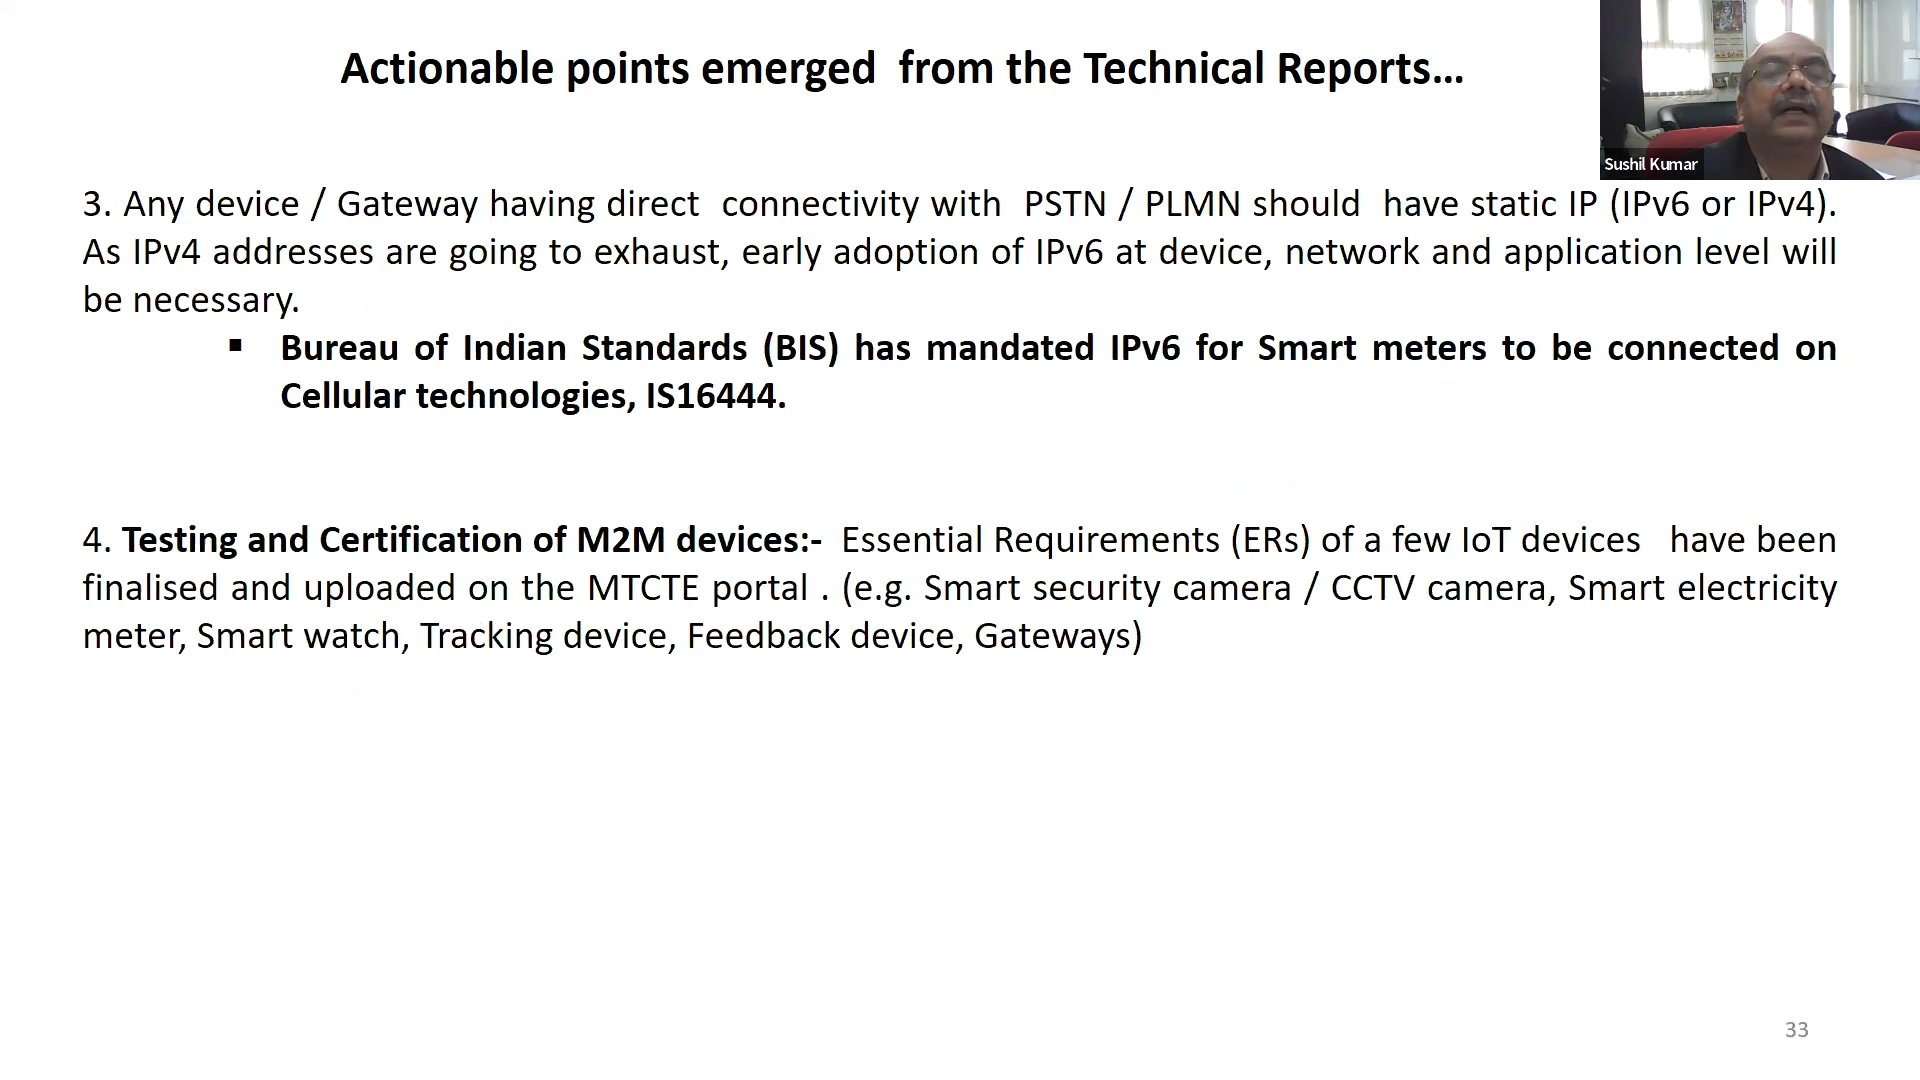 Actionable points emerged from the Technical Reports…
Sushil Kumar
3. Any device / Gateway having direct connectivity with PSTN / PLMN should have static IP (IPv6 or IPv4).
As IPv4 addresses are going to exhaust, early adoption of IPv6 at device, network and application level will
be necessary.
▪ Bureau of Indian Standards (BIS) has mandated IPv6 for Smart meters to be connected on
Cellular technologies, IS16444.
4. Testing and Certification of M2M devices:- Essential Requirements (ERs) of a few IoT devices have been
finalised and uploaded on the MTCTE portal . (e.g. Smart security camera / CCTV camera, Smart electricity
meter, Smart watch, Tracking device, Feedback device, Gateways)
33